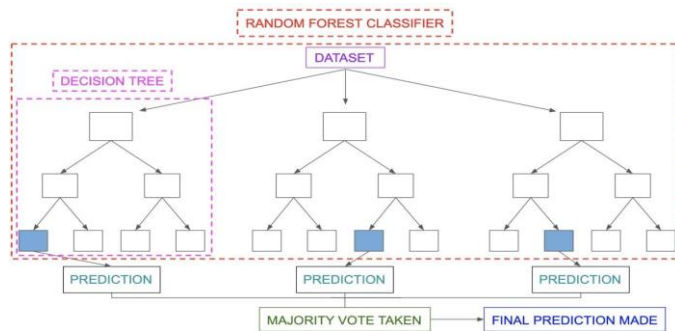 RANDOM FOREST CLASSIFIER
DATASET
DECISION TREE
PREDICTION
PREDICTION
PREDICTION
MAJORITY VOTE TAKEN
FINAL PREDICTION MADE